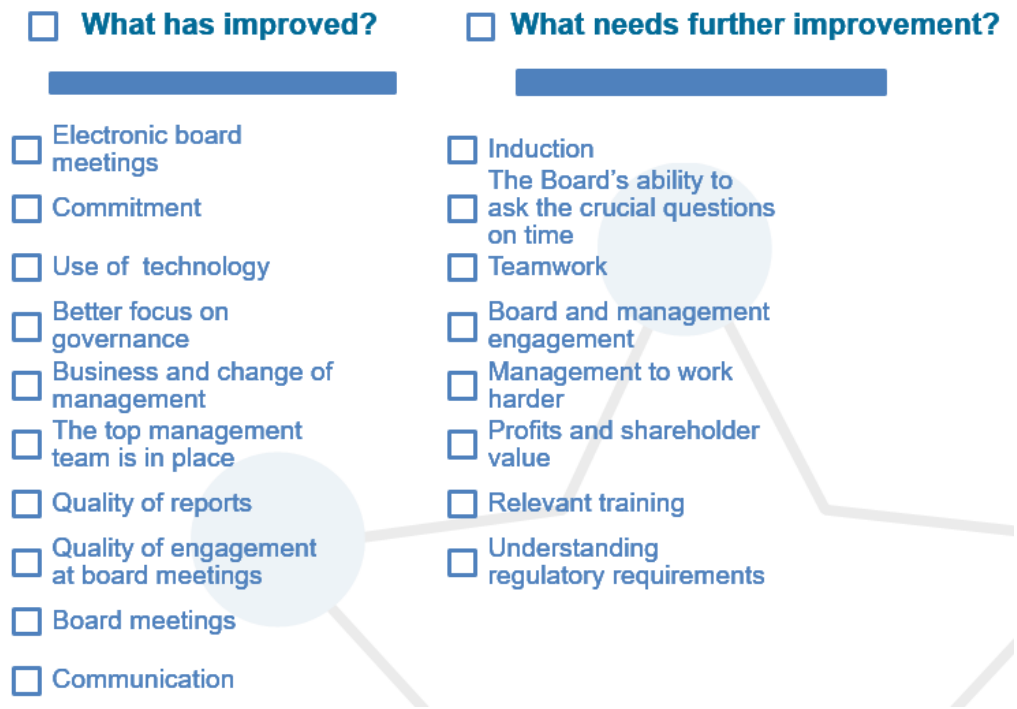 What has improved?
Electronic board
meetings
Commitment
Use of  technology
Better focus on
governance
Business and change of
management
The top management
team is in place
Quality of reports
Quality of engagement
at board meetings
Board meetings
Communication
What needs further improvement?
Induction
The Board’s ability to
ask the crucial questions
on time
Teamwork
Board and management
engagement
Management to work
harder
Profits and shareholder
value
Relevant training
Understanding
regulatory requirements